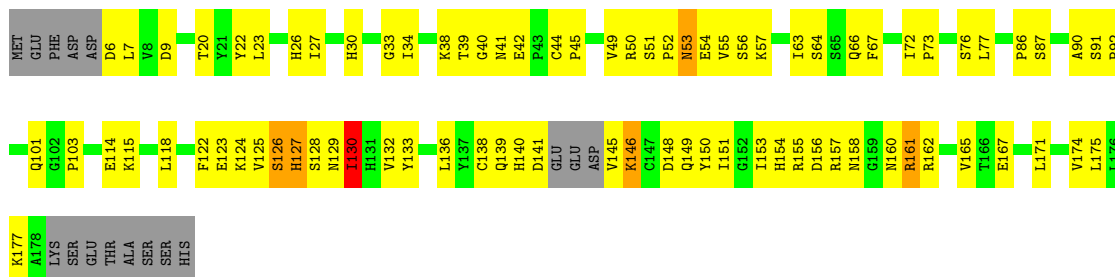 MET GLU PHE ASP ASP D6 L7 V8 D9 T20 Y21 Y22 L23 H26 I27 H30 G33 I34 K38 T39 G40 N41 E42 P43 C44 P45 V49 R50 S51 P52 N53 E54 V55 S56 K57 I63 S64 S65 Q66 F67 I72 P73 S76 L77 P86 S87 A90 S91
Q101 G102 P103 E114 K115 L118 F122 E123 K124 V125 S126 H127 S128 N129 I130 H131 V132 Y133 L136 Y137 C138 Q139 H140 D141 GLU GLU ASP V145 K146 C147 D148 Q149 Y150 I151 G152 I153 H154 R155 D156 R157 N158 G159 N160 R161 R162 V165 T166 E167 L171 V174 L175 L176
K177 A178 LYS SER GLU THR ALA SER SER HIS